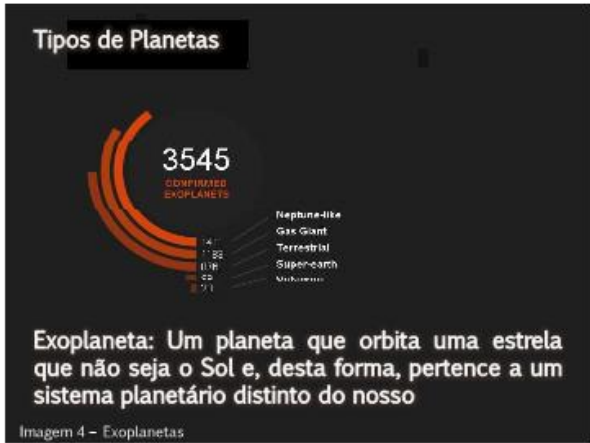 Tipos de Planetas
3545
CONFIRMED
EXOPLANETS
Neptune-like
Gas Giant
Terrestrial
Super-earth
Exoplaneta: Um planeta que orbita uma estrela
que não seja o Sol e, desta forma, pertence a um
sistema planetário distinto do nosso
Imagem 4 – Exoplanetas